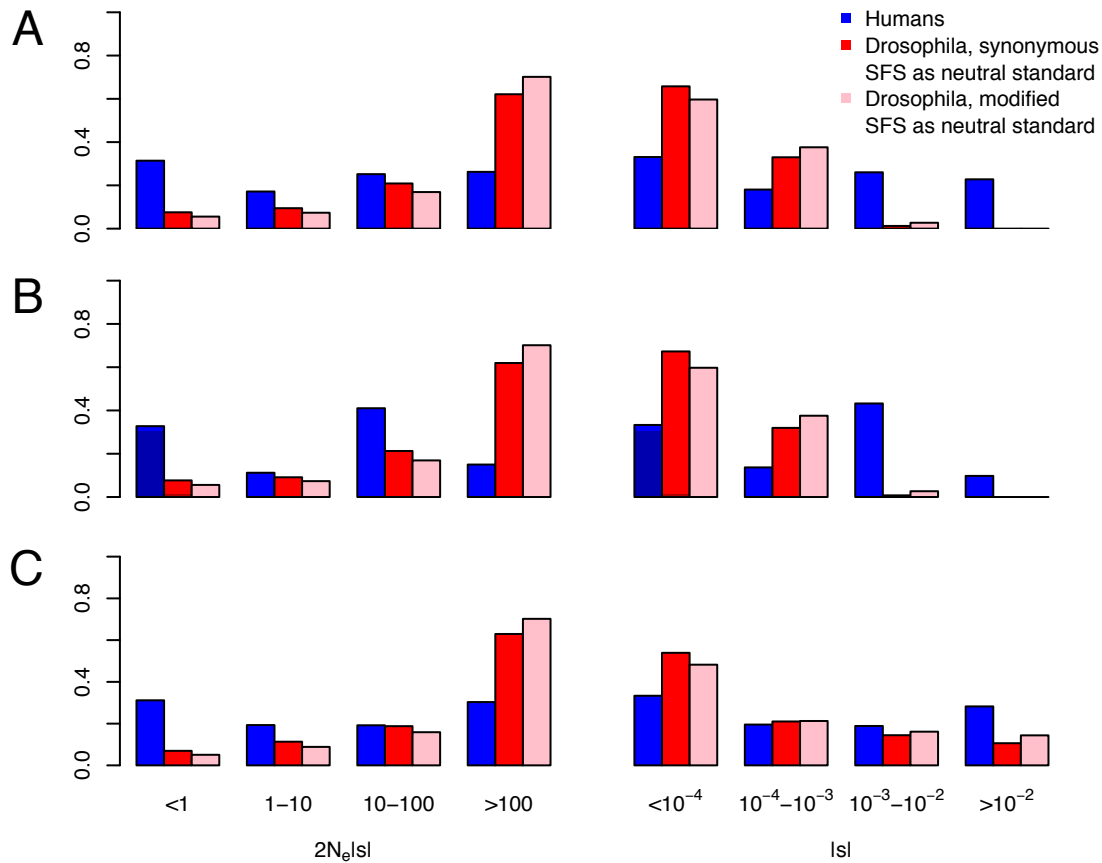 A
0.0
0.4
0.8
Humans
Drosophila, synonymous
SFS as neutral standard
Drosophila, modified
SFS as neutral standard
B
0.0
0.4
0.8
C
0.0
0.4
0.8
<1
1−10
10−100
>100
<10⁻⁴
10⁻⁴−10⁻³
10⁻³−10⁻²
>10⁻²
2Nₑ|s|
|s|